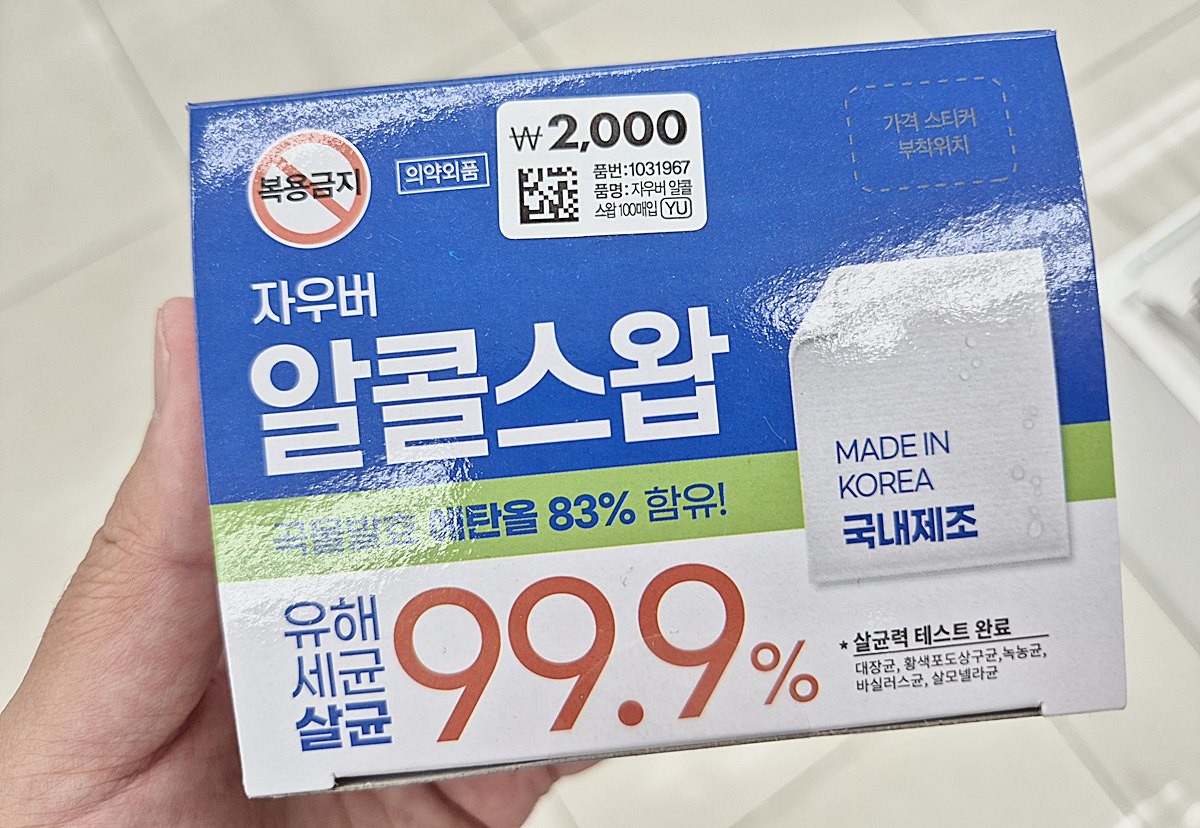 복용금지
의약외품
₩2,000
품번:1031967
품명:자우버 알콜
스왑 100매입 YU
가격 스티커
부착위치
자우버
알콜스왑
곡물발효 에탄올 83% 함유!
MADE IN
KOREA
국내제조
유해
세균
살균
99.9%
* 살균력 테스트 완료
대장균, 황색포도상구균,녹농균,
바실러스균, 살모넬라균